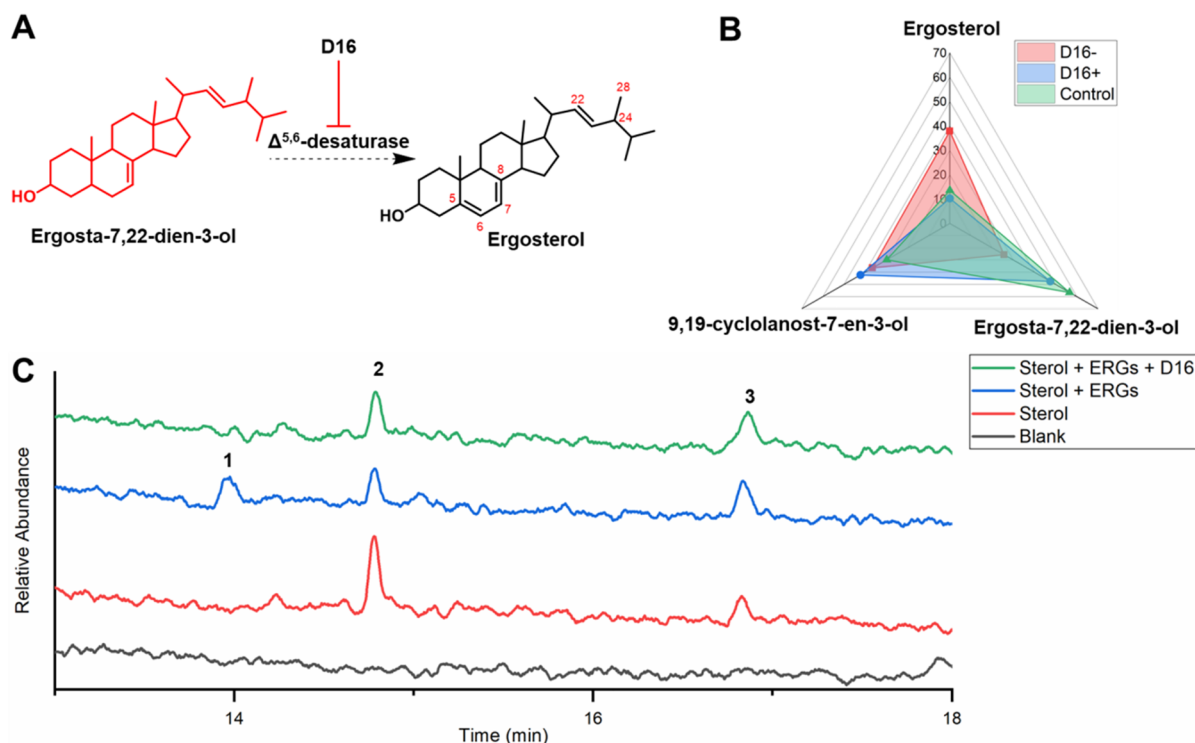 A
D16
Δ5,6-desaturase
HO
Ergosta-7,22-dien-3-ol
28
22
24
8
5
7
6
HO
Ergosterol
B
Ergosterol
70
60
50
40
30
20
10
0
D16-
D16+
Control
9,19-cyclolanost-7-en-3-ol
Ergosta-7,22-dien-3-ol
C
Sterol + ERGs + D16
Sterol + ERGs
Sterol
Blank
1
2
3
Relative Abundance
14
16
18
Time (min)